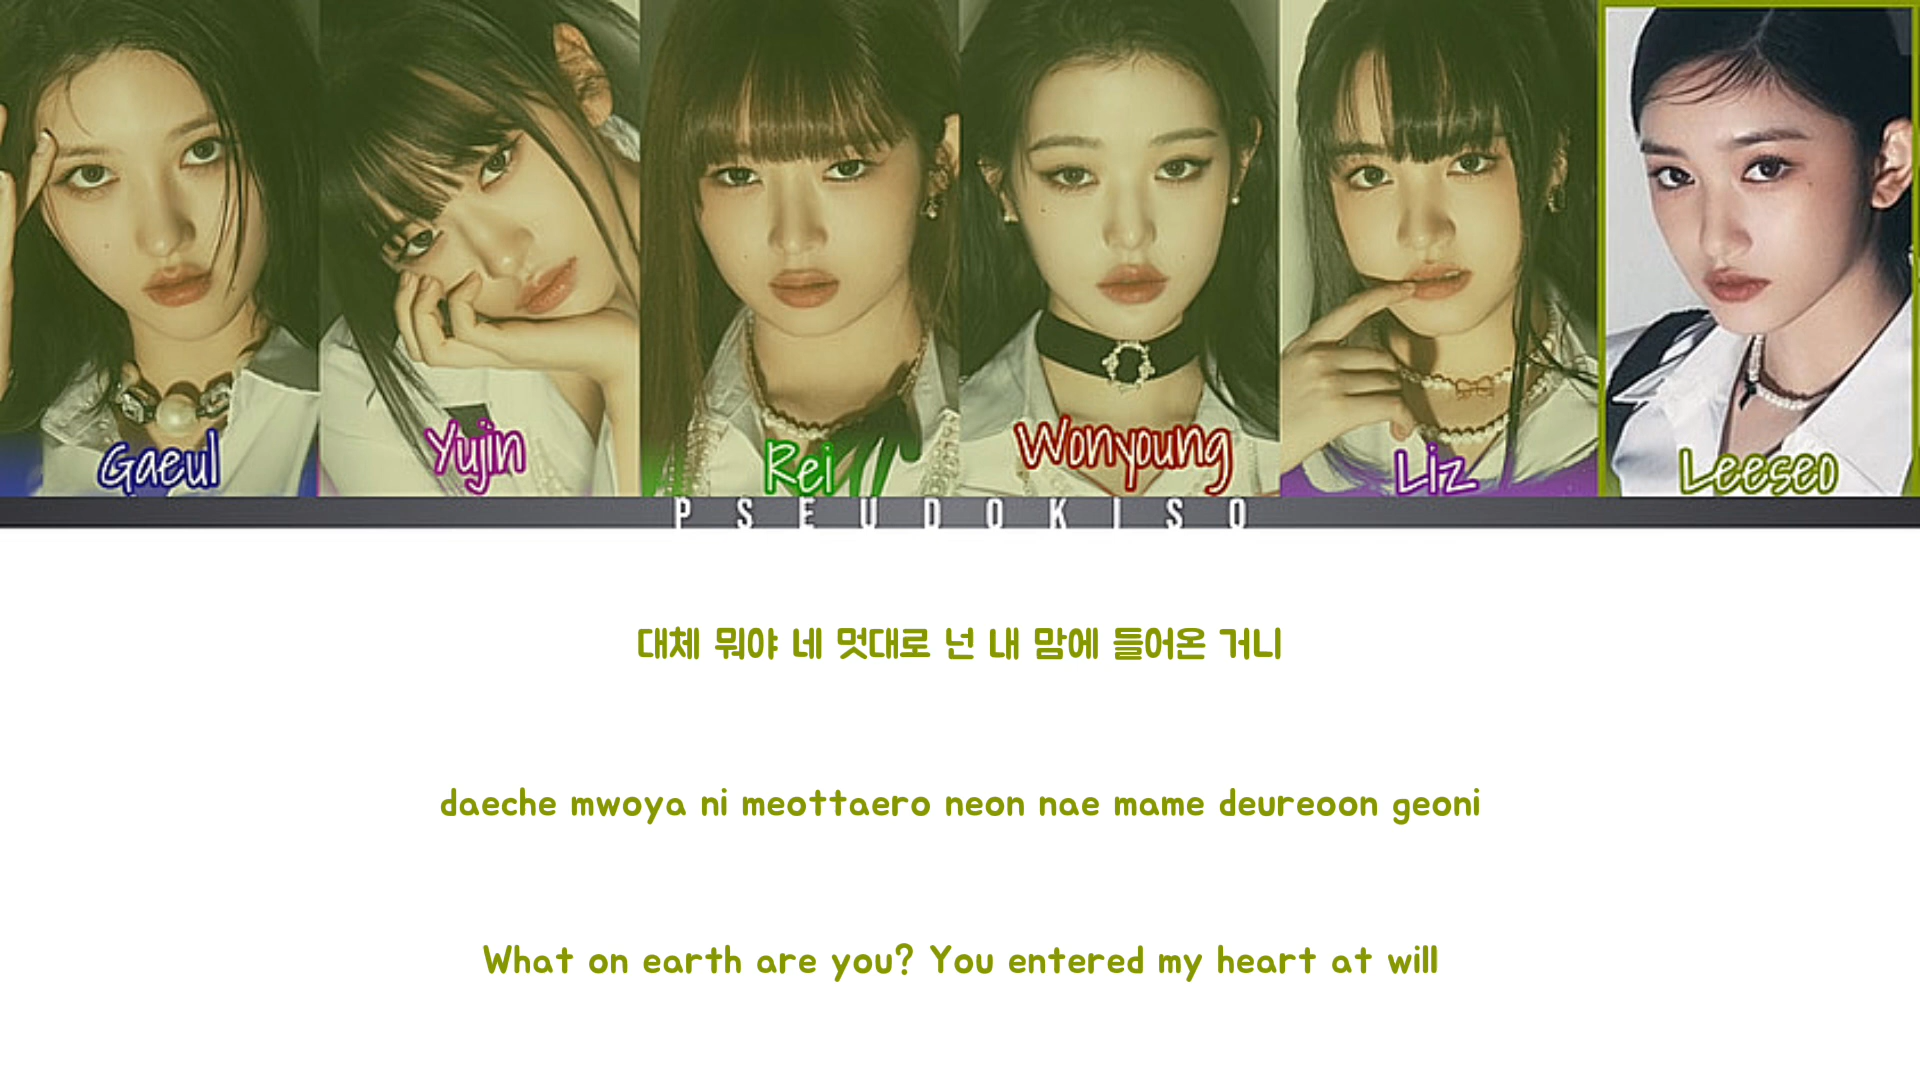 Gaeul Yujin Rei Wonyoung Liz Leeseo
PSEUDOKISO
대체 뭐야 네 멋대로 넌 내 맘에 들어온 거니
daeche mwoya ni meottaero neon nae mame deureoon geoni
What on earth are you? You entered my heart at will